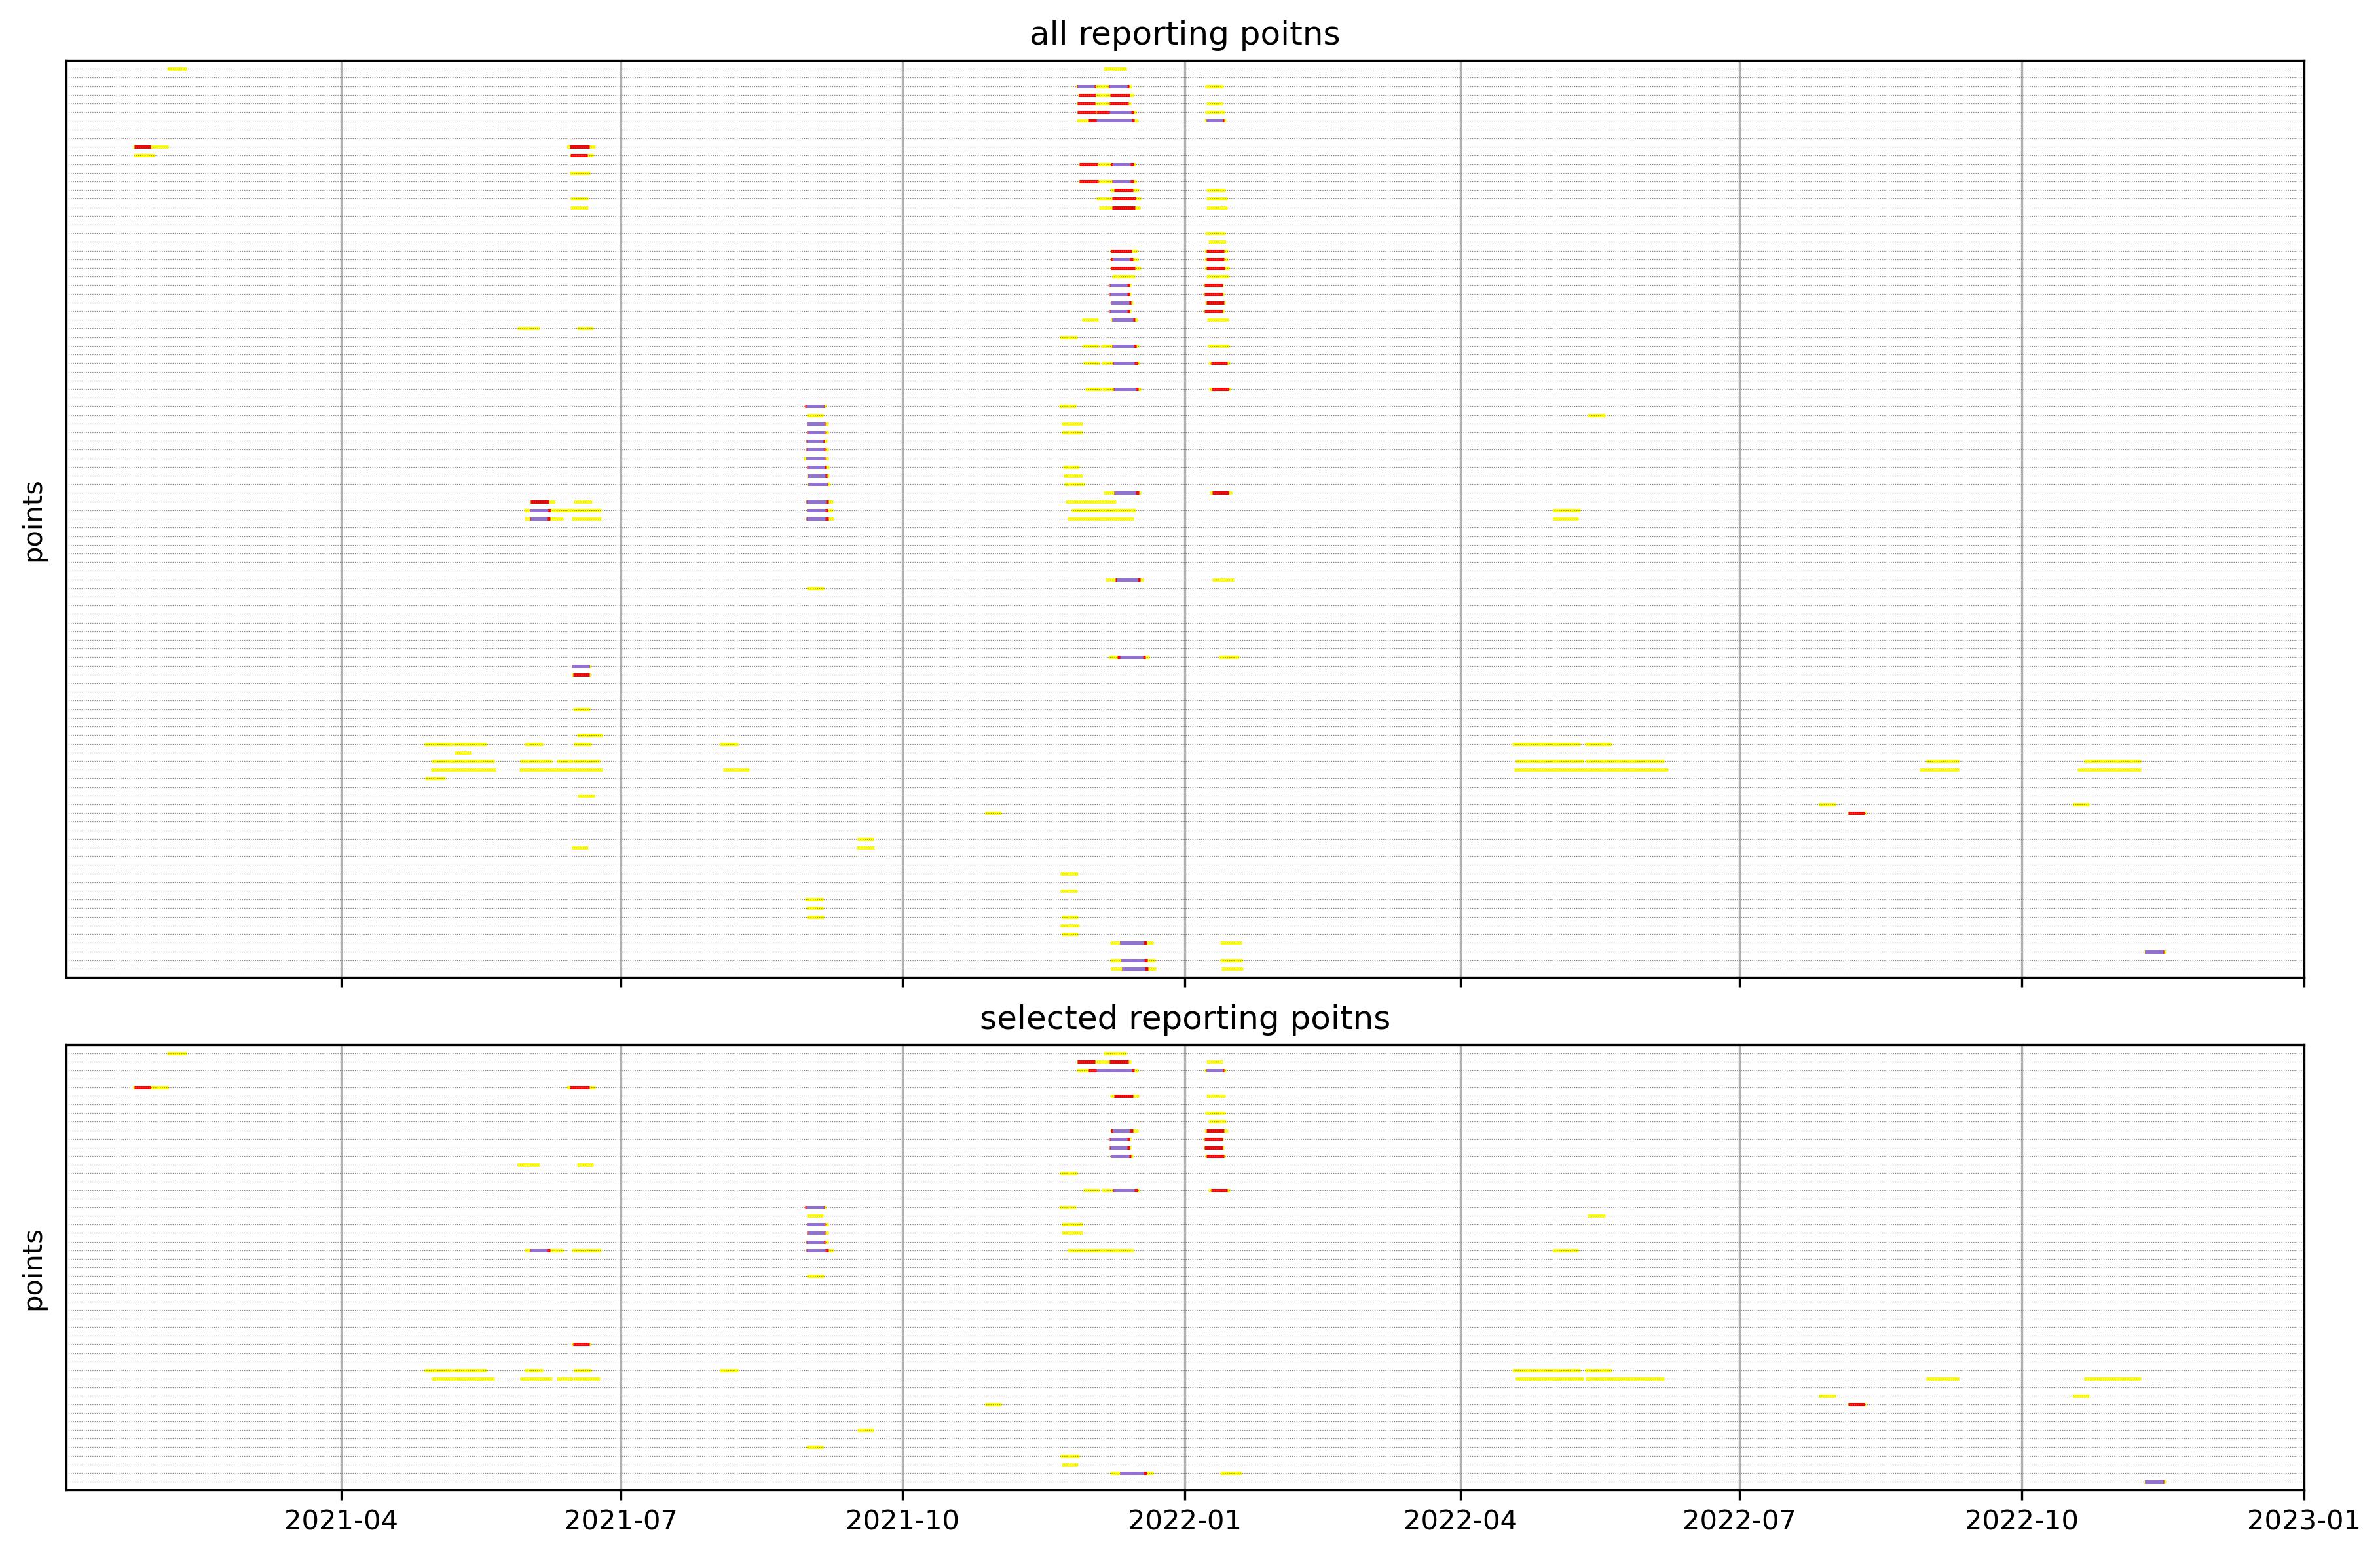 all reporting poitns
points
selected reporting poitns
points
2021-04 2021-07 2021-10 2022-01 2022-04 2022-07 2022-10 2023-01